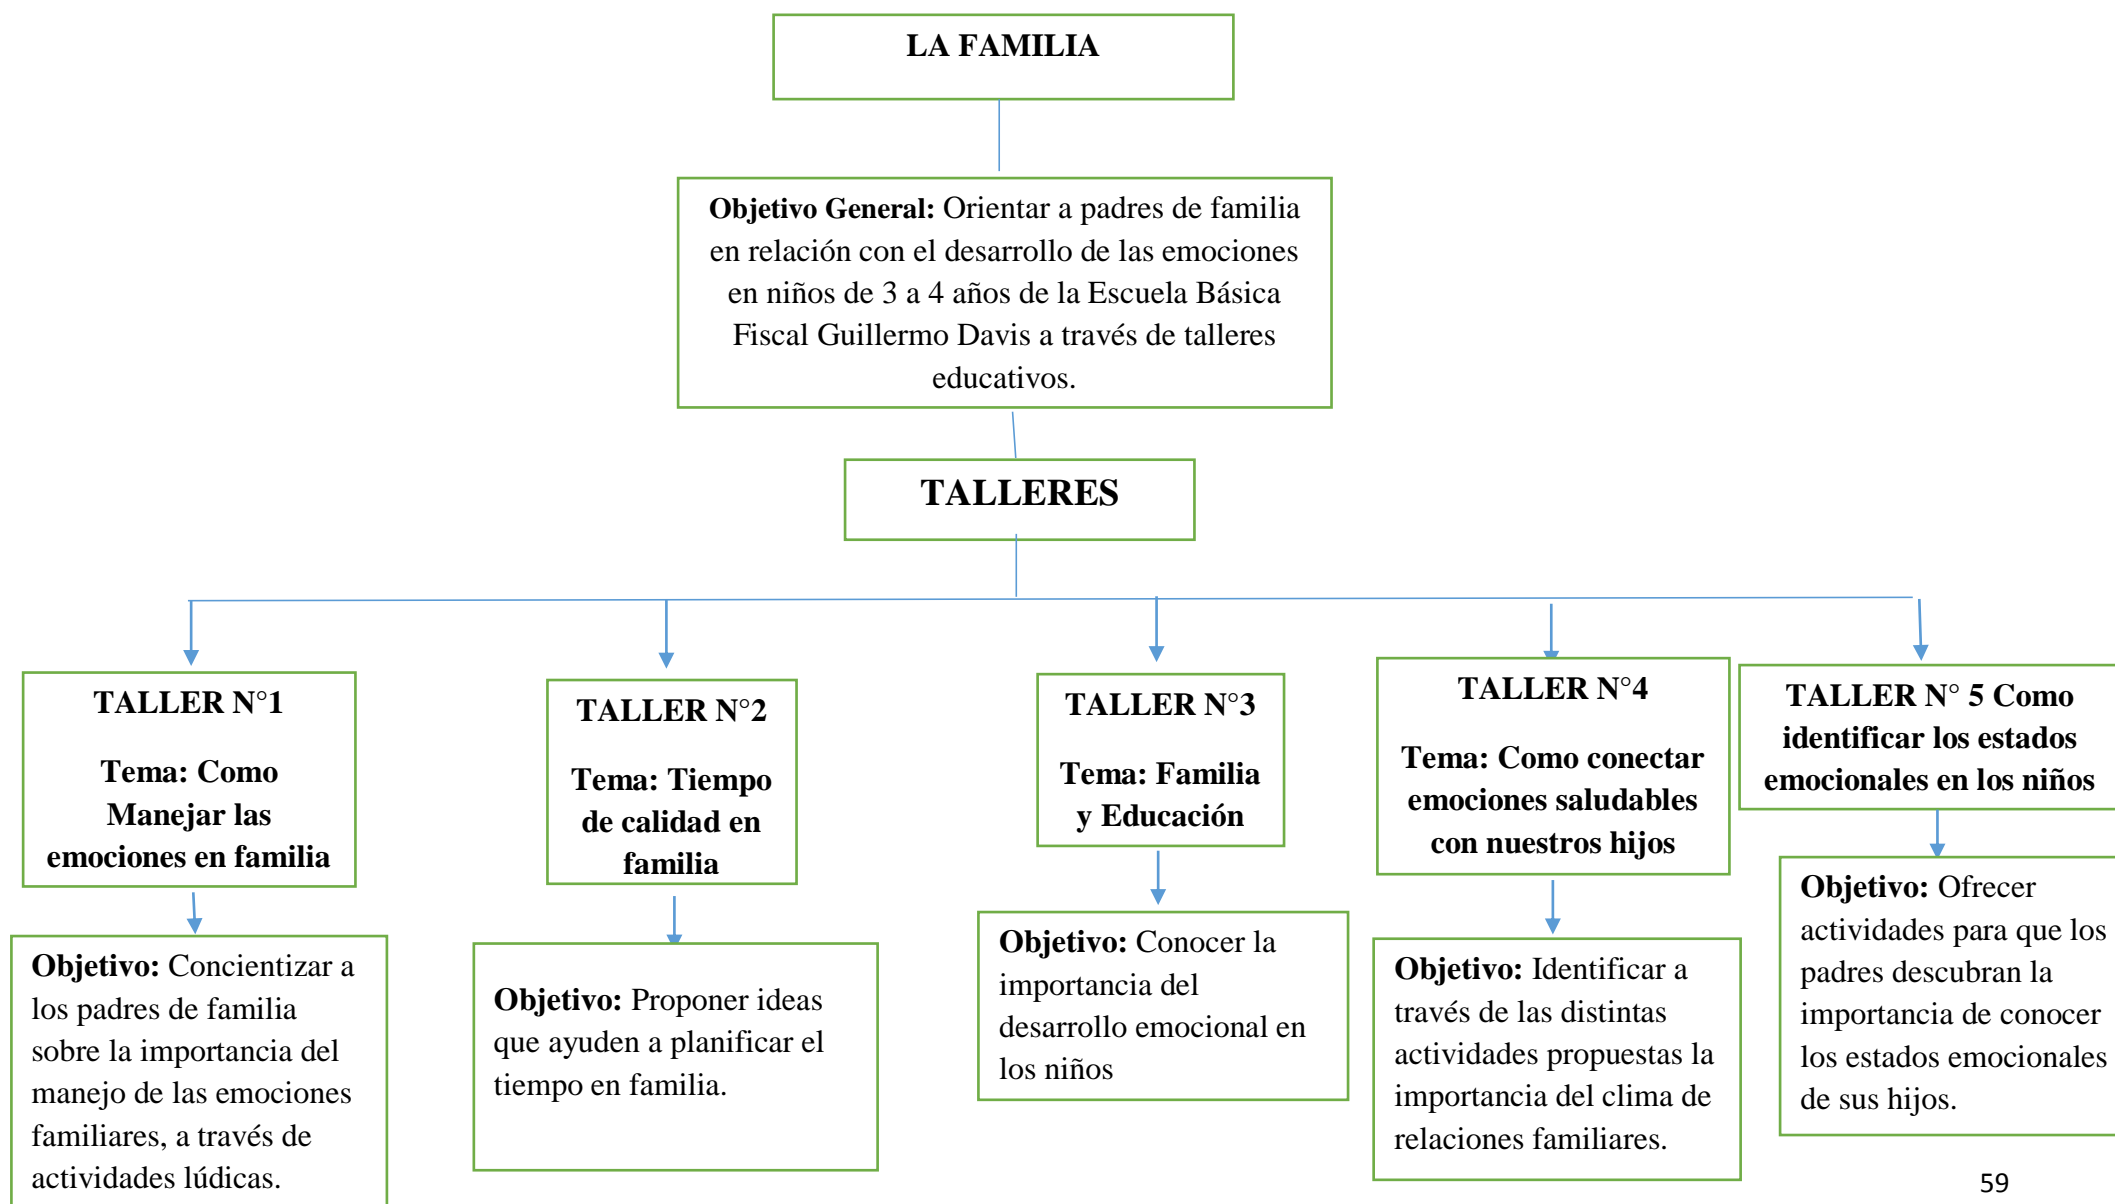 LA FAMILIA
Objetivo General: Orientar a padres de familia
en relación con el desarrollo de las emociones
en niños de 3 a 4 años de la Escuela Básica
Fiscal Guillermo Davis a través de talleres
educativos.
TALLERES
TALLER N°1
Tema: Como
Manejar las
emociones en familia
Objetivo: Concientizar a
los padres de familia
sobre la importancia del
manejo de las emociones
familiares, a través de
actividades lúdicas.
TALLER N°2
Tema: Tiempo
de calidad en
familia
Objetivo: Proponer ideas
que ayuden a planificar el
tiempo en familia.
TALLER N°3
Tema: Familia
y Educación
Objetivo: Conocer la
importancia del
desarrollo emocional en
los niños
TALLER N°4
Tema: Como conectar
emociones saludables
con nuestros hijos
Objetivo: Identificar a
través de las distintas
actividades propuestas la
importancia del clima de
relaciones familiares.
TALLER N° 5 Como
identificar los estados
emocionales en los niños
Objetivo: Ofrecer
actividades para que los
padres descubran la
importancia de conocer
los estados emocionales
de sus hijos.
59